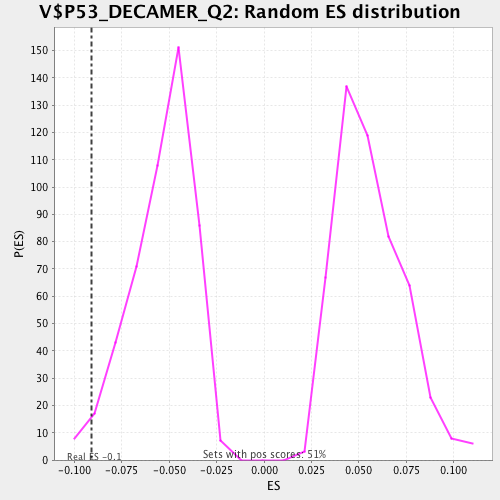 V$P53_DECAMER_Q2: Random ES distribution
P(ES)
150
140
130
120
110
100
90
80
70
60
50
40
30
20
10
0
Real ES -0.1
Sets with pos scores: 51%
-0.100 -0.075 -0.050 -0.025 0.000 0.025 0.050 0.075 0.100
ES